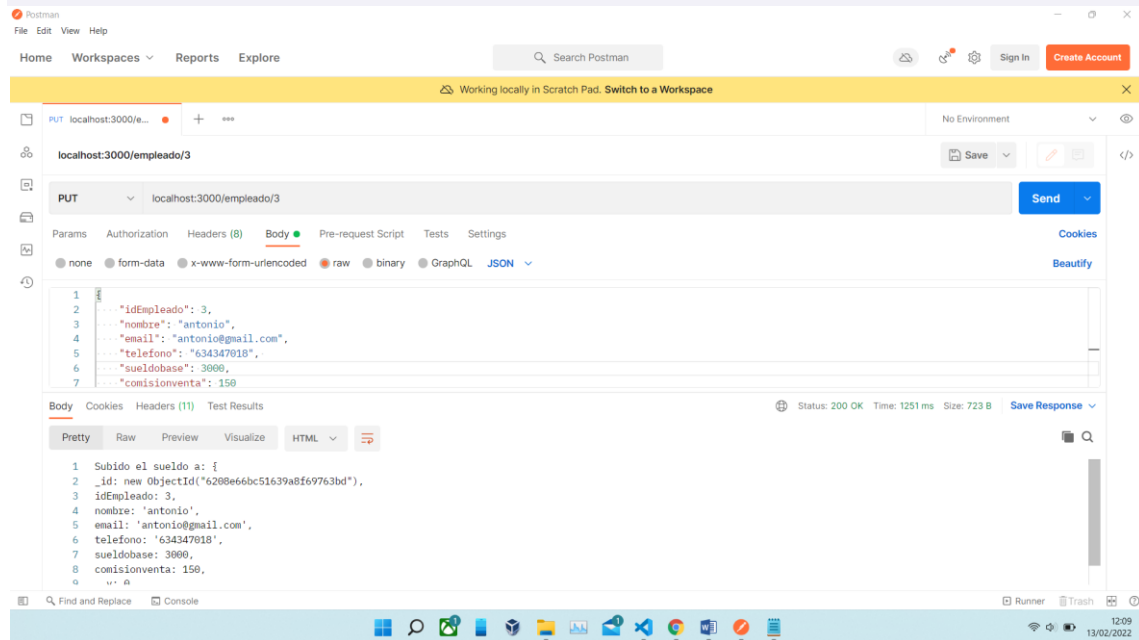 Postman
File Edit View Help
Home Workspaces Reports Explore Search Postman Sign In Create Account
Working locally in Scratch Pad. Switch to a Workspace
PUT localhost:3000/e... No Environment
localhost:3000/empleado/3 Save
PUT localhost:3000/empleado/3 Send
Params Authorization Headers (8) Body Pre-request Script Tests Settings Cookies
none form-data x-www-form-urlencoded raw binary GraphQL JSON Beautify
1 {
2 "idEmpleado": 3,
3 "nombre": "antonio",
4 "email": "antonio@gmail.com",
5 "telefono": "634347018",
6 "sueldobase": 3000,
7 "comisionventa": 150
Body Cookies Headers (11) Test Results Status: 200 OK Time: 1251 ms Size: 723 B Save Response
Pretty Raw Preview Visualize HTML
1 Subido el sueldo a: {
2 _id: new ObjectId("6208e66bc51639a8f69763bd"),
3 idEmpleado: 3,
4 nombre: 'antonio',
5 email: 'antonio@gmail.com',
6 telefono: '634347018',
7 sueldobase: 3000,
8 comisionventa: 150,
Find and Replace Console Runner Trash
12:09
13/02/2022